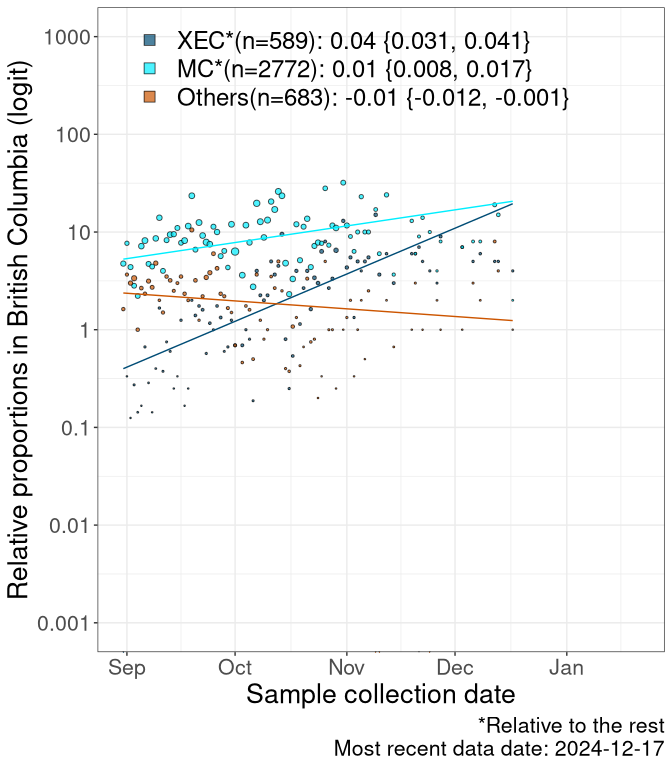 XEC*(n=589): 0.04 {0.031, 0.041}
MC*(n=2772): 0.01 {0.008, 0.017}
Others(n=683): -0.01 {-0.012, -0.001}
Relative proportions in British Columbia (logit)
1000
100
10
1
0.1
0.01
0.001
Sep Oct Nov Dec Jan
Sample collection date
*Relative to the rest
Most recent data date: 2024-12-17